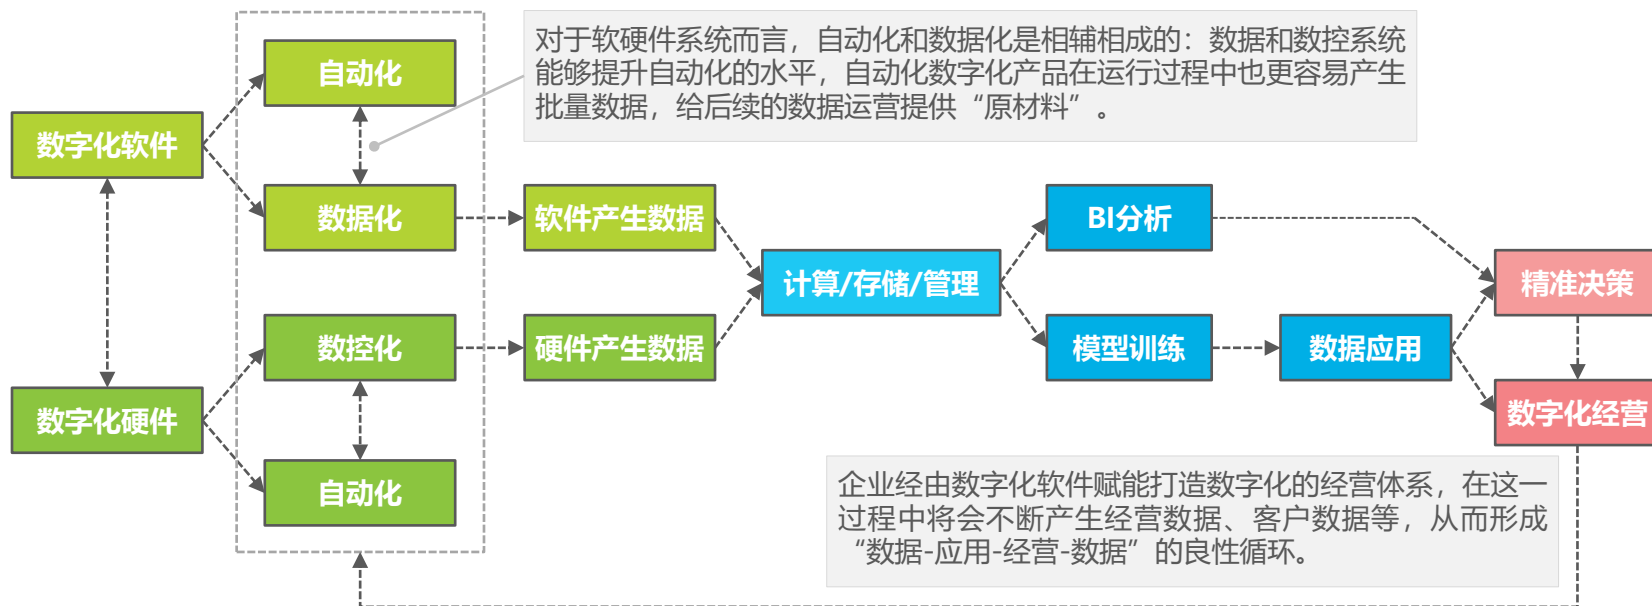 对于软硬件系统而言，自动化和数据化是相辅相成的：数据和数控系统
能够提升自动化的水平，自动化数字化产品在运行过程中也更容易产生
批量数据，给后续的数据运营提供“原材料”。
自动化
数字化软件
数据化
软件产生数据
BI分析
计算/存储/管理
精准决策
数控化
硬件产生数据
模型训练
数据应用
数字化硬件
数字化经营
自动化
企业经由数字化软件赋能打造数字化的经营体系，在这一
过程中将会不断产生经营数据、客户数据等，从而形成
“数据-应用-经营-数据”的良性循环。